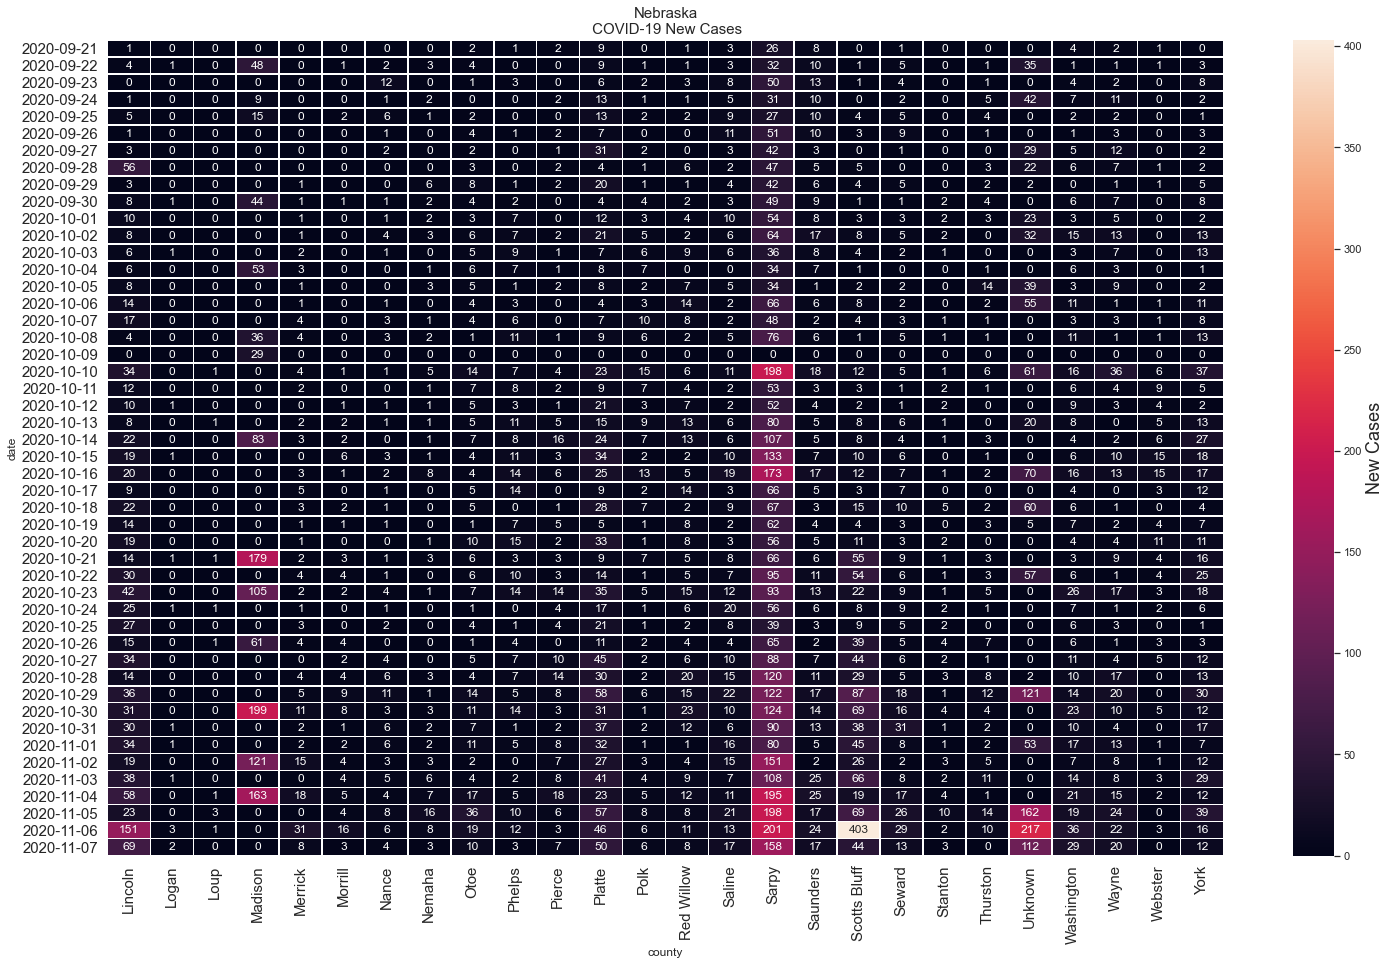 Nebraska
COVID-19 New Cases
2020-09-21 1 0 0 0 0 0 0 0 2 1 2 9 0 1 3 26 8 0 1 0 0 0 4 2 1 0
2020-09-22 4 1 0 48 0 1 2 3 4 0 0 9 1 1 3 32 10 1 5 0 1 35 1 1 1 3
2020-09-23 0 0 0 0 0 0 12 0 1 3 0 6 2 3 8 50 13 1 4 0 1 0 4 2 0 8
2020-09-24 1 0 0 9 0 0 1 2 0 0 2 13 1 1 5 31 10 0 2 0 5 42 7 11 0 2
2020-09-25 5 0 0 15 0 2 6 1 2 0 0 13 2 2 9 27 10 4 5 0 4 0 2 2 0 1
2020-09-26 1 0 0 0 0 0 1 0 4 1 2 7 0 0 11 51 10 3 9 0 1 0 1 3 0 3
2020-09-27 3 0 0 0 0 0 2 0 2 0 1 31 2 0 3 42 3 0 1 0 0 29 5 12 0 2
2020-09-28 56 0 0 0 0 0 0 0 3 0 2 4 1 6 2 47 5 5 0 0 3 22 6 7 1 2
2020-09-29 3 0 0 0 1 0 0 6 8 1 2 20 1 1 4 42 6 4 5 0 2 2 0 1 1 5
2020-09-30 8 1 0 44 1 1 1 2 4 2 0 4 4 2 3 49 9 1 1 2 4 0 6 7 0 8
2020-10-01 10 0 0 0 1 0 1 2 3 7 0 12 3 4 10 54 8 3 3 2 3 23 3 5 0 2
2020-10-02 8 0 0 0 1 0 4 3 6 7 2 21 5 2 6 64 17 8 5 2 0 32 15 13 0 13
2020-10-03 6 1 0 0 2 0 1 0 5 9 1 7 6 9 6 36 8 4 2 1 0 0 3 7 0 13
2020-10-04 6 0 0 53 3 0 0 1 6 7 1 8 7 0 0 34 7 1 0 0 1 0 6 3 0 1
2020-10-05 8 0 0 0 1 0 0 3 5 1 2 8 2 7 5 34 1 2 2 0 14 39 3 9 0 2
2020-10-06 14 0 0 0 1 0 1 0 4 3 0 4 3 14 2 66 6 8 2 0 2 55 11 1 1 11
2020-10-07 17 0 0 0 4 0 3 1 4 6 0 7 10 8 2 48 2 4 3 1 1 0 3 3 1 8
2020-10-08 4 0 0 36 4 0 3 2 1 11 1 9 6 2 5 76 6 1 5 1 1 0 11 1 1 13
2020-10-09 0 0 0 29 0 0 0 0 0 0 0 0 0 0 0 0 0 0 0 0 0 0 0 0 0 0
2020-10-10 34 0 1 0 4 1 1 5 14 7 4 23 15 6 11 198 18 12 5 1 6 61 16 36 6 37
2020-10-11 12 0 0 0 2 0 0 1 7 8 2 9 7 4 2 53 3 3 1 2 1 0 6 4 9 5
2020-10-12 10 1 0 0 0 1 1 1 5 3 1 21 3 7 2 52 4 2 1 2 0 0 9 3 4 2
2020-10-13 8 0 1 0 2 2 1 1 5 11 5 15 9 13 6 80 5 8 6 1 0 20 8 0 5 13
2020-10-14 22 0 0 83 3 2 0 1 7 8 16 24 7 13 6 107 5 8 4 1 3 0 4 2 6 27
2020-10-15 19 1 0 0 0 6 3 1 4 11 3 34 2 2 10 133 7 10 6 0 1 0 6 10 15 18
2020-10-16 20 0 0 0 3 1 2 8 4 14 6 25 13 5 19 173 17 12 7 1 2 70 16 13 15 17
2020-10-17 9 0 0 0 5 0 1 0 5 14 0 9 2 14 3 66 5 3 7 0 0 0 4 0 3 12
2020-10-18 22 0 0 0 3 2 1 0 5 0 1 28 7 2 9 67 3 15 10 5 2 60 6 1 0 4
2020-10-19 14 0 0 0 1 1 1 0 1 7 5 5 1 8 2 62 4 4 3 0 3 5 7 2 4 7
2020-10-20 19 0 0 0 1 0 0 1 10 15 2 33 1 8 3 56 5 11 3 2 0 0 4 4 11 11
2020-10-21 14 1 1 179 2 3 1 3 6 3 3 9 7 5 8 66 6 55 9 1 3 0 3 9 4 16
2020-10-22 30 0 0 0 4 4 1 0 6 10 3 14 1 5 7 95 11 54 6 1 3 57 6 1 4 25
2020-10-23 42 0 0 105 2 2 4 1 7 14 14 35 5 15 12 93 13 22 9 1 5 0 26 17 3 18
2020-10-24 25 1 1 0 1 0 1 0 1 0 4 17 1 6 20 56 6 8 9 2 1 0 7 1 2 6
2020-10-25 27 0 0 0 3 0 2 0 4 1 4 21 1 2 8 39 3 9 5 2 0 0 6 3 0 1
2020-10-26 15 0 1 61 4 4 0 0 1 4 0 11 2 4 4 65 2 39 5 4 7 0 6 1 3 3
2020-10-27 34 0 0 0 0 2 4 0 5 7 10 45 2 6 10 88 7 44 6 2 1 0 11 4 5 12
2020-10-28 14 0 0 0 4 4 6 3 4 7 14 30 2 20 15 120 11 29 5 3 8 2 10 17 0 13
2020-10-29 36 0 0 0 5 9 11 1 14 5 8 58 6 15 22 122 17 87 18 1 12 121 14 20 0 30
2020-10-30 31 0 0 199 11 8 3 3 11 14 3 31 1 23 10 124 14 69 16 4 4 0 23 10 5 12
2020-10-31 30 1 0 0 2 1 6 2 7 1 2 37 2 12 6 90 13 38 31 1 2 0 10 4 0 17
2020-11-01 34 1 0 0 2 2 6 2 11 5 8 32 1 1 16 80 5 45 8 1 2 53 17 13 1 7
2020-11-02 19 0 0 121 15 4 3 3 2 0 7 27 3 4 15 151 2 26 2 3 5 0 7 8 1 12
2020-11-03 38 1 0 0 0 4 5 6 4 2 8 41 4 9 7 108 25 66 8 2 11 0 14 8 3 29
2020-11-04 58 0 1 163 18 5 4 7 17 5 18 23 5 12 11 195 25 19 17 4 1 0 21 15 2 12
2020-11-05 23 0 3 0 0 4 8 16 36 10 6 57 8 8 21 198 17 69 26 10 14 162 19 24 0 39
2020-11-06 151 3 1 0 31 16 6 8 19 12 3 46 6 11 13 201 24 403 29 2 10 217 36 22 3 16
2020-11-07 69 2 0 0 8 3 4 3 10 3 7 50 6 8 17 158 17 44 13 3 0 112 29 20 0 12
Lincoln Logan Loup Madison Merrick Morrill Nance Nemaha Otoe Phelps Pierce Platte Polk Red Willow Saline Sarpy Saunders Scotts Bluff Seward Stanton Thurston Unknown Washington Wayne Webster York
county
date
400
350
300
250
200
150
100
50
0
New Cases